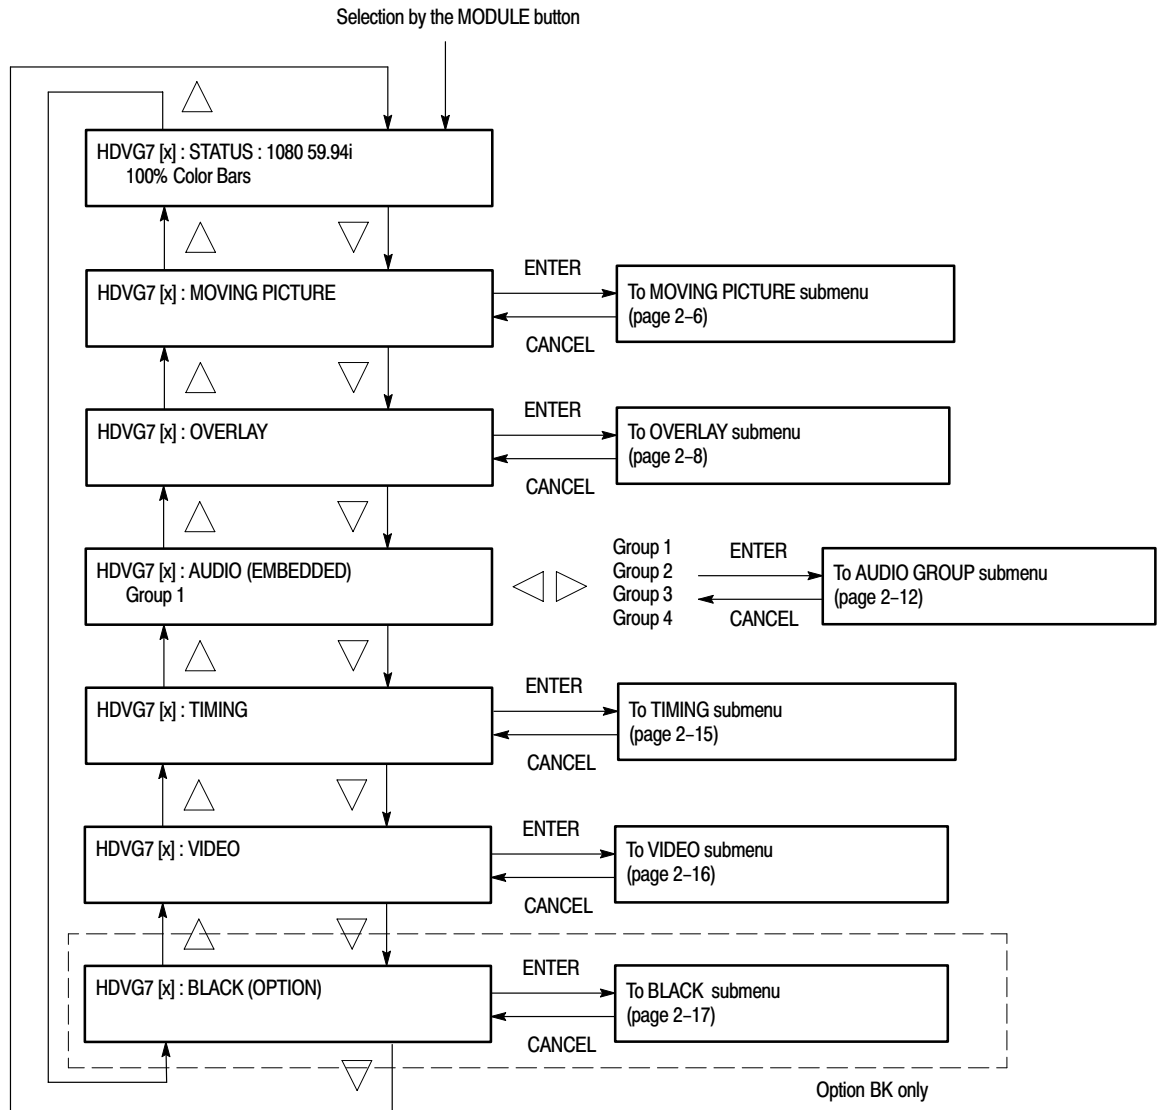 Selection by the MODULE button
HDVG7 [x] : STATUS : 1080 59.94i
100% Color Bars
HDVG7 [x] : MOVING PICTURE
ENTER
CANCEL
To MOVING PICTURE submenu
(page 2–6)
HDVG7 [x] : OVERLAY
ENTER
CANCEL
To OVERLAY submenu
(page 2–8)
HDVG7 [x] : AUDIO (EMBEDDED)
Group 1
Group 1
Group 2
Group 3
Group 4
ENTER
CANCEL
To AUDIO GROUP submenu
(page 2–12)
HDVG7 [x] : TIMING
ENTER
CANCEL
To TIMING submenu
(page 2–15)
HDVG7 [x] : VIDEO
ENTER
CANCEL
To VIDEO submenu
(page 2–16)
HDVG7 [x] : BLACK (OPTION)
ENTER
CANCEL
To BLACK submenu
(page 2–17)
Option BK only